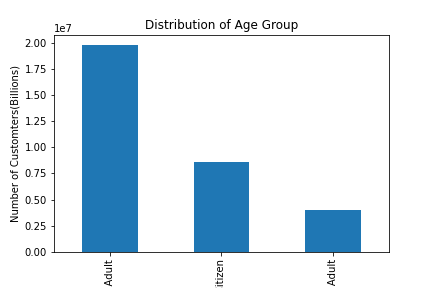 Distribution of Age Group
1e7
Number of Customters(Billions)
2.00
1.75
1.50
1.25
1.00
0.75
0.50
0.25
0.00
Adult
itizen
Adult